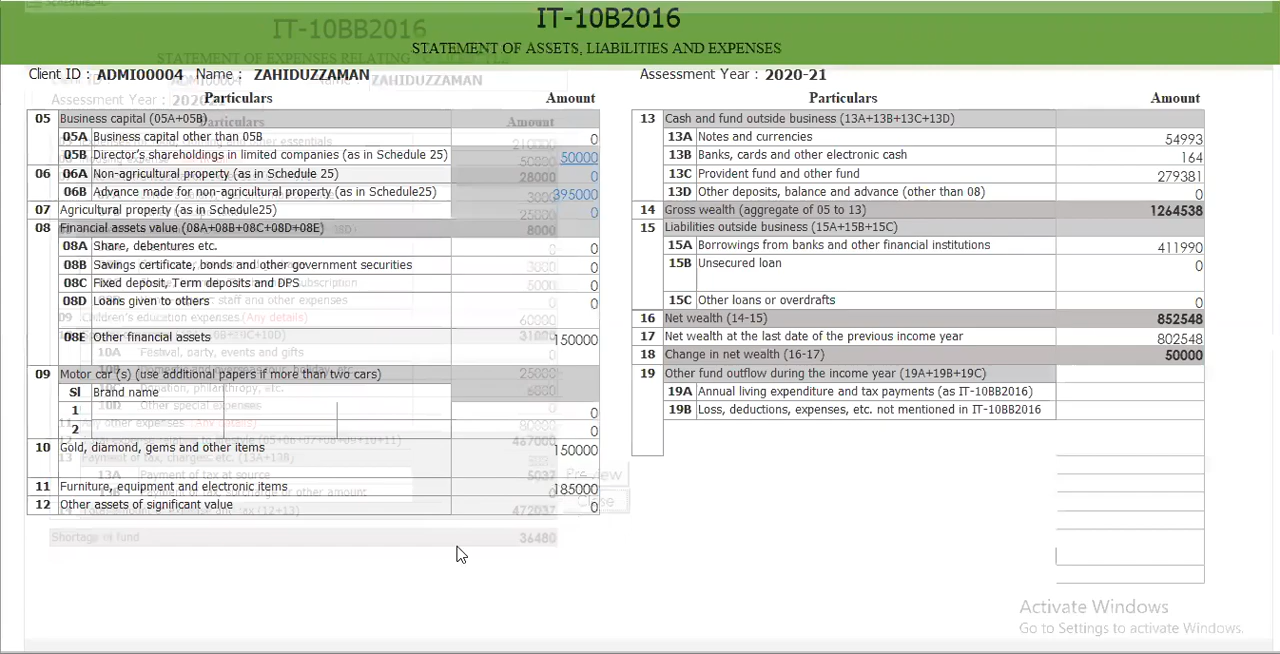 IT-10B2016
IT-10BB2016
STATEMENT OF ASSETS, LIABILITIES AND EXPENSES
Client ID : ADMI00004 Name : ZAHIDUZZAMAN
Assessment Year : 2020-21
Particulars Amount
05 Business capital (05A+05B)
05A Business capital other than 05B 0
05B Director's shareholdings in limited companies (as in Schedule 25) 50000
06 06A Non-agricultural property (as in Schedule 25) 0
06B Advance made for non-agricultural property (as in Schedule25) 395000
07 Agricultural property (as in Schedule25) 0
08 Financial assets value (08A+08B+08C+08D+08E)
08A Share, debentures etc. 0
08B Savings certificate, bonds and other government securities 0
08C Fixed deposit, Term deposits and DPS 0
08D Loans given to others 0
08E Other financial assets 150000
09 Motor car (s) (use additional papers if more than two cars)
Sl Brand name
1 0
2 0
10 Gold, diamond, gems and other items 150000
11 Furniture, equipment and electronic items 185000
12 Other assets of significant value 0
Shortage of fund 36480
Particulars Amount
13 Cash and fund outside business (13A+13B+13C+13D)
13A Notes and currencies 54993
13B Banks, cards and other electronic cash 164
13C Provident fund and other fund 279381
13D Other deposits, balance and advance (other than 08) 0
14 Gross wealth (aggregate of 05 to 13) 1264538
15 Liabilities outside business (15A+15B+15C)
15A Borrowings from banks and other financial institutions 411990
15B Unsecured loan 0
15C Other loans or overdrafts 0
16 Net wealth (14-15) 852548
17 Net wealth at the last date of the previous income year 802548
18 Change in net wealth (16-17) 50000
19 Other fund outflow during the income year (19A+19B+19C)
19A Annual living expenditure and tax payments (as IT-10BB2016)
19B Loss, deductions, expenses, etc. not mentioned in IT-10BB2016
Preview
Close
Activate Windows
Go to Settings to activate Windows.